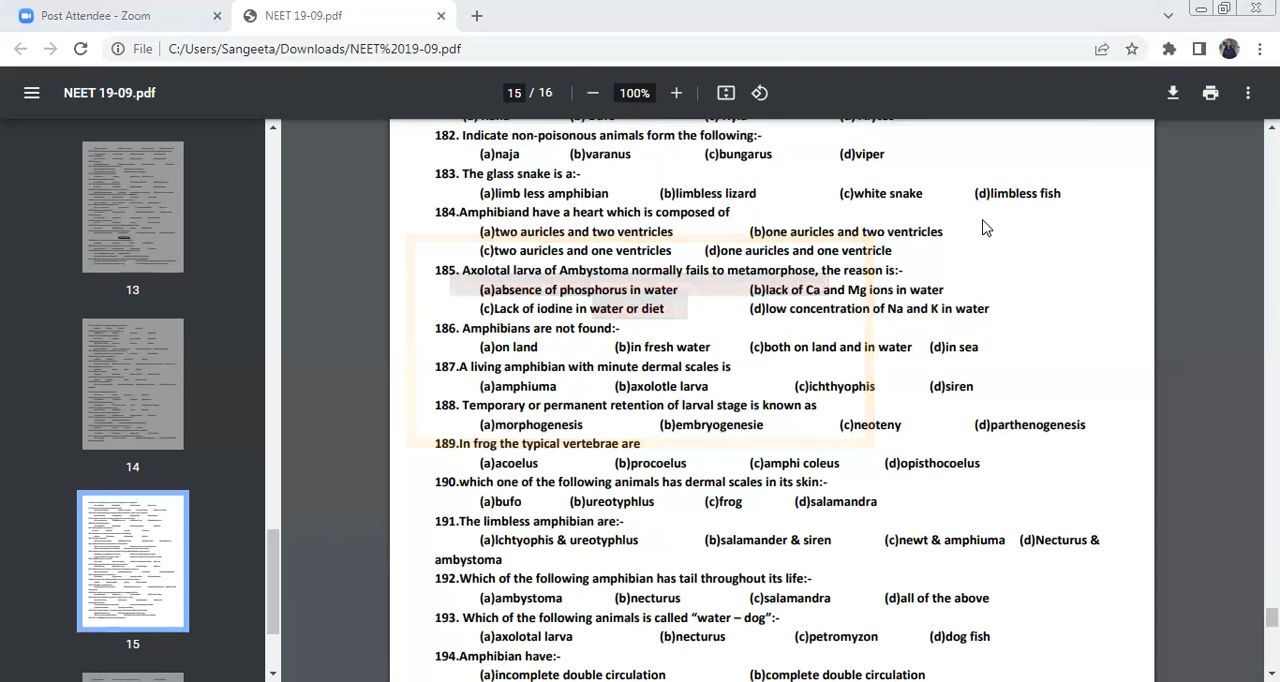 Post Attendee - Zoom
NEET 19-09.pdf
File C:/Users/Sangeeta/Downloads/NEET%2019-09.pdf
NEET 19-09.pdf
15 / 16
100%
182. Indicate non-poisonous animals form the following:-
(a)naja (b)varanus (c)bungarus (d)viper
183. The glass snake is a:-
(a)limb less amphibian (b)limbless lizard (c)white snake (d)limbless fish
184.Amphibiand have a heart which is composed of
(a)two auricles and two ventricles (b)one auricles and two ventricles
(c)two auricles and one ventricles (d)one auricles and one ventricle
185. Axolotal larva of Ambystoma normally fails to metamorphose, the reason is:-
(a)absence of phosphorus in water (b)lack of Ca and Mg ions in water
(c)Lack of iodine in water or diet (d)low concentration of Na and K in water
186. Amphibians are not found:-
(a)on land (b)in fresh water (c)both on land and in water (d)in sea
187.A living amphibian with minute dermal scales is
(a)amphiuma (b)axolotle larva (c)ichthyophis (d)siren
188. Temporary or permanent retention of larval stage is known as
(a)morphogenesis (b)embryogenesie (c)neoteny (d)parthenogenesis
189.In frog the typical vertebrae are
(a)acoelus (b)procoelus (c)amphi coleus (d)opisthocoelus
190.which one of the following animals has dermal scales in its skin:-
(a)bufo (b)ureotyphlus (c)frog (d)salamandra
191.The limbless amphibian are:-
(a)lchtyophis & ureotyphlus (b)salamander & siren (c)newt & amphiuma (d)Necturus &
ambystoma
192.Which of the following amphibian has tail throughout its life:-
(a)ambystoma (b)necturus (c)salamandra (d)all of the above
193. Which of the following animals is called “water – dog”:-
(a)axolotal larva (b)necturus (c)petromyzon (d)dog fish
194.Amphibian have:-
(a)incomplete double circulation (b)complete double circulation
13
14
15